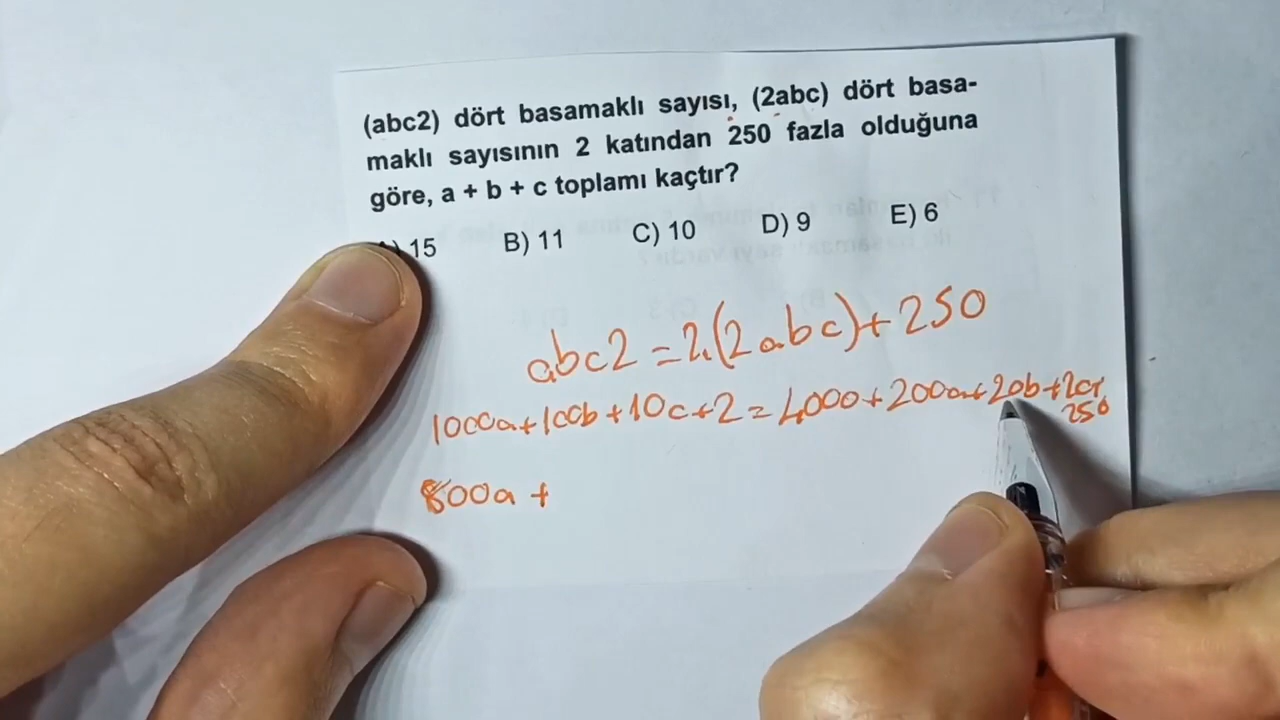 (abc2) dört basamaklı sayısı, (2abc) dört basa-
maklı sayısının 2 katından 250 fazla olduğuna
göre, a + b + c toplamı kaçtır?
) 15 B) 11 C) 10 D) 9 E) 6
abc2 = 2.(2abc) + 250
1000a + 100b + 10c + 2 = 4000 + 200a + 20b + 2c +
250
800a +